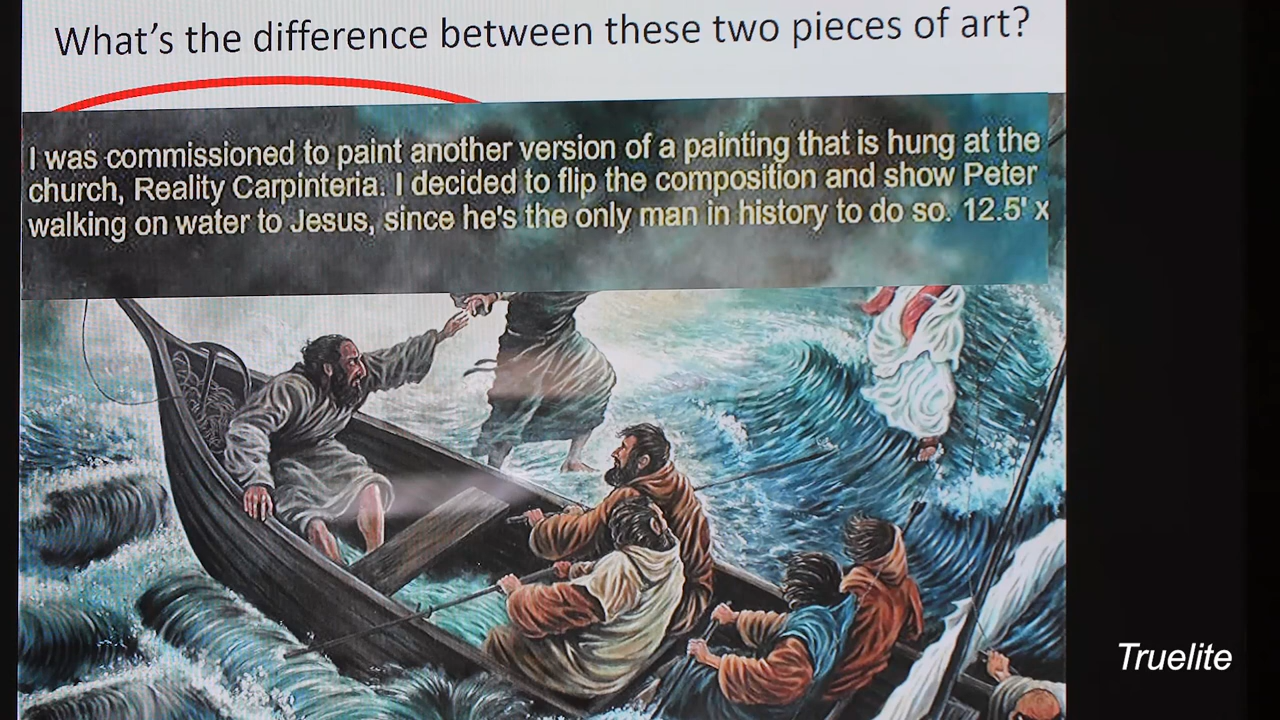 What's the difference between these two pieces of art?
I was commissioned to paint another version of a painting that is hung at the
church, Reality Carpinteria. I decided to flip the composition and show Peter
walking on water to Jesus, since he's the only man in history to do so. 12.5' x
Truelite